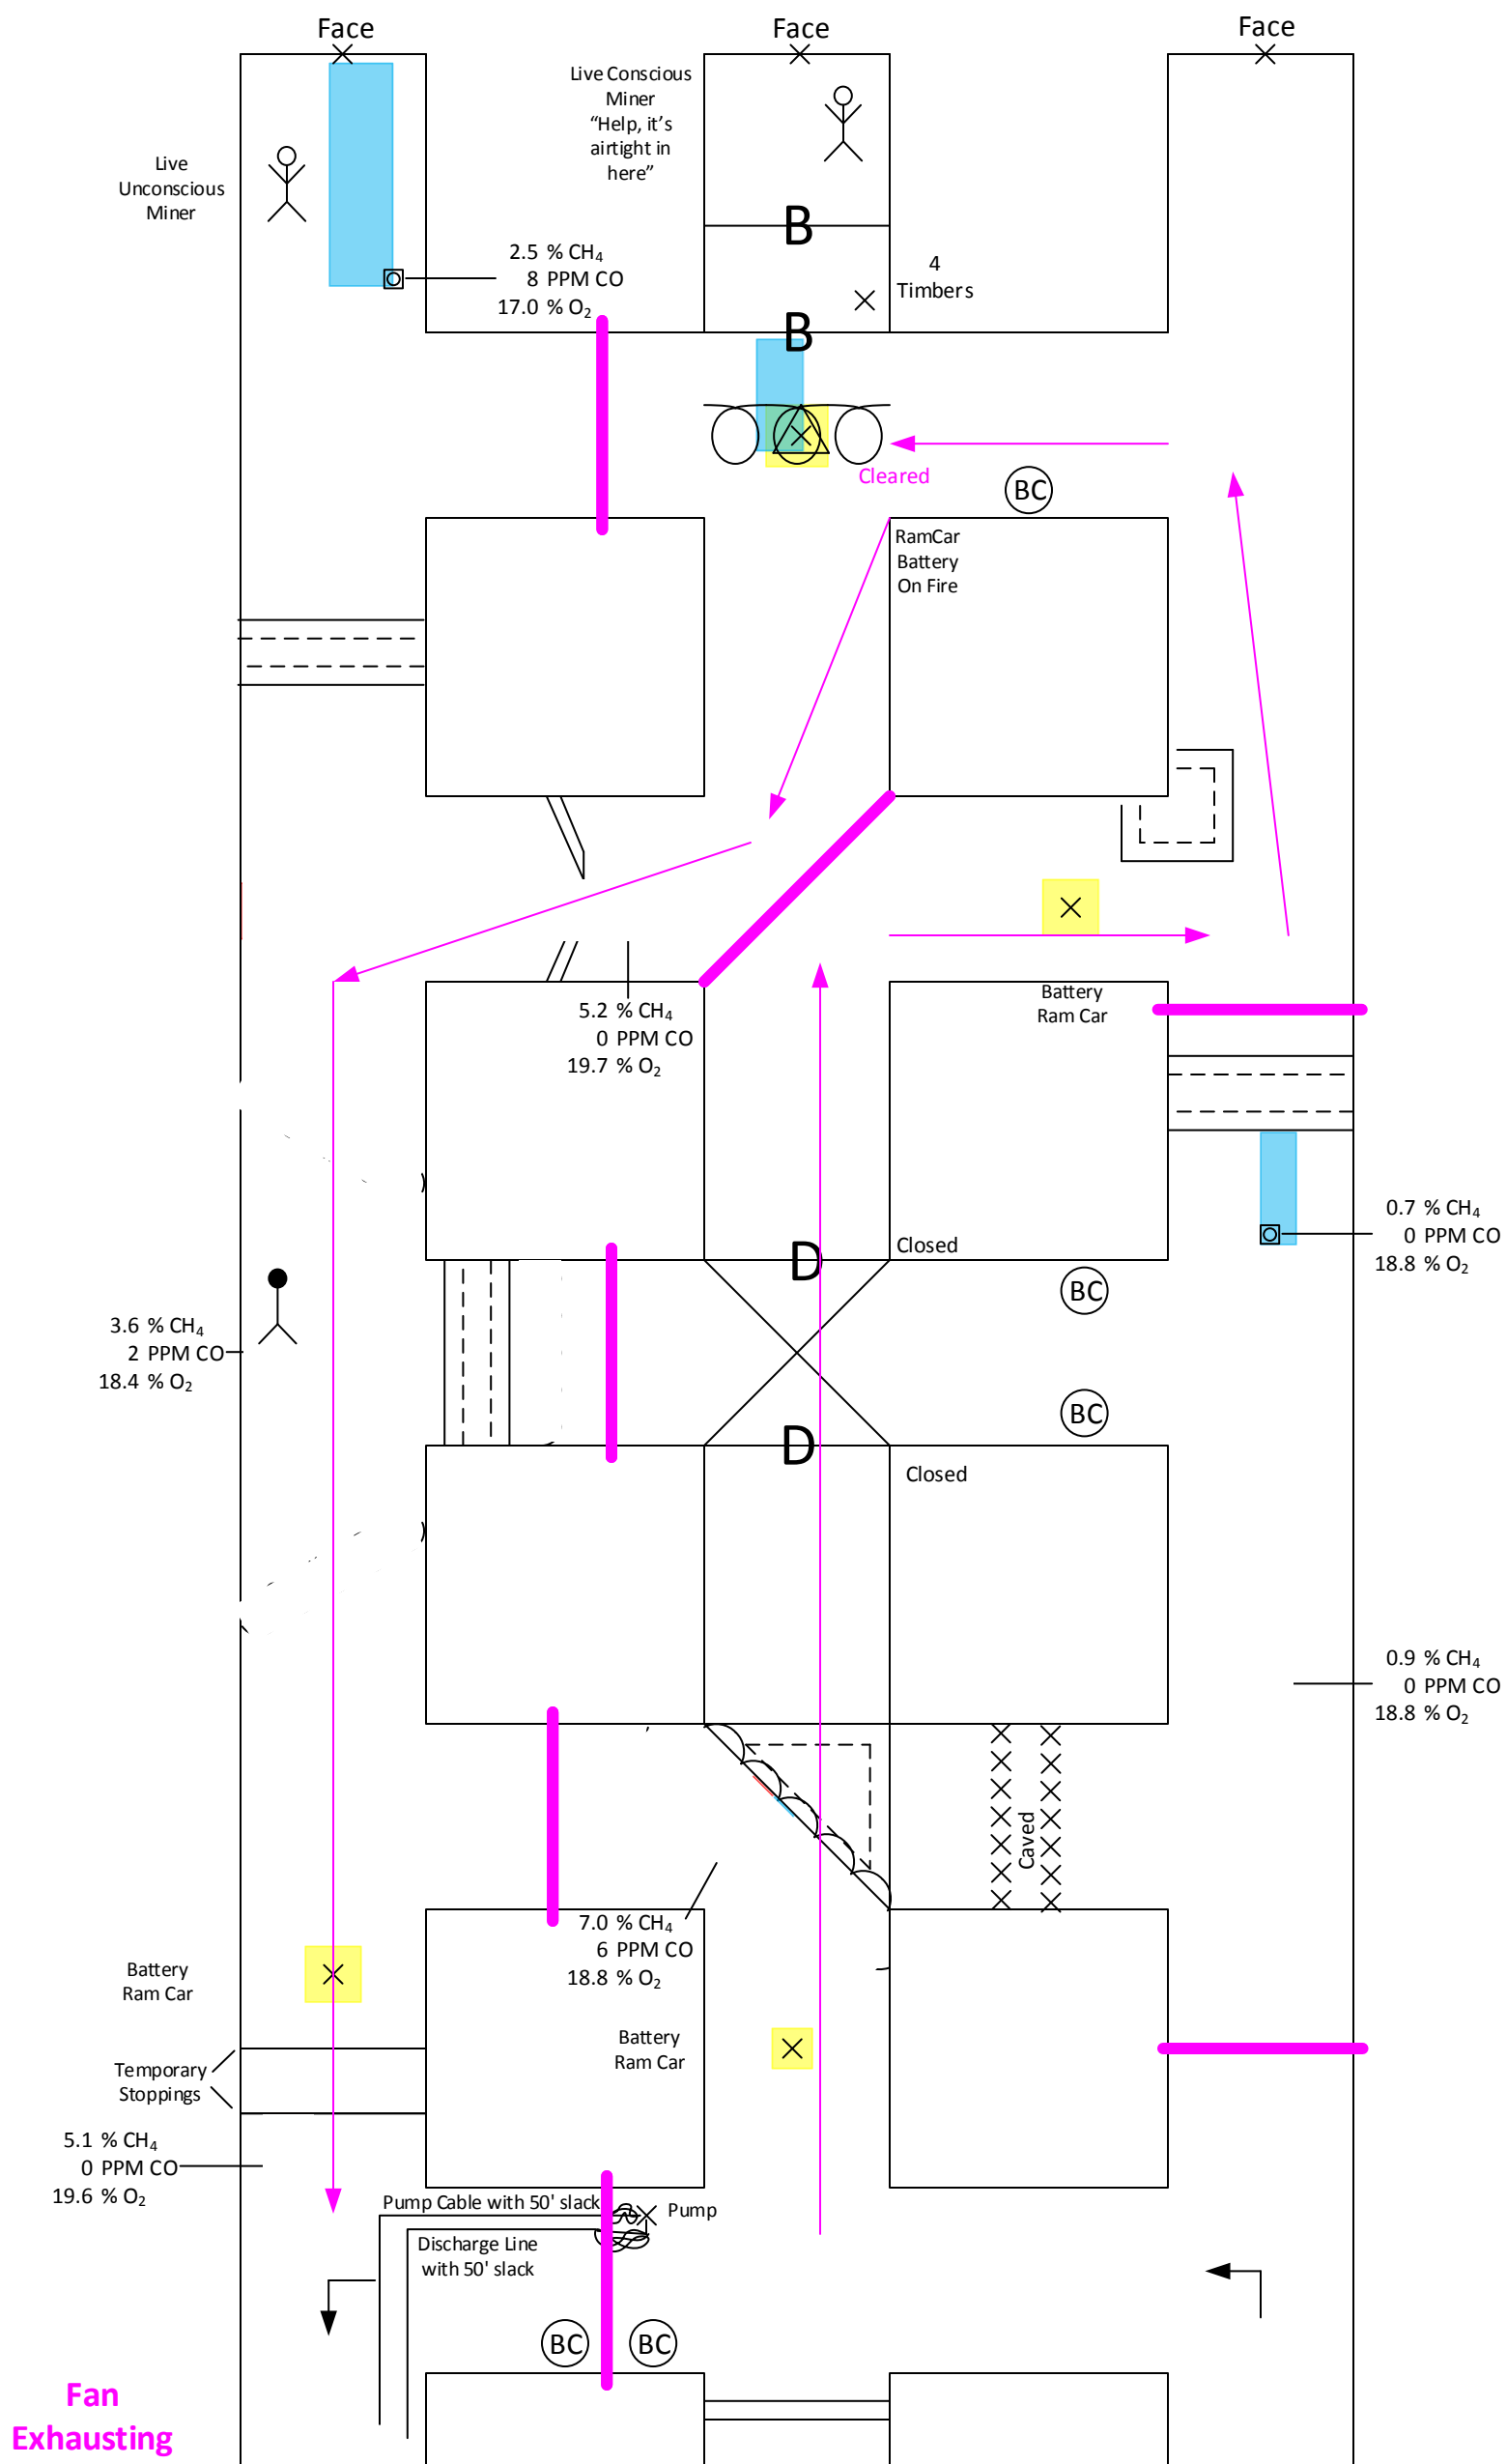 Face
Face
Face
Live Conscious
Miner
“Help, it’s
airtight in
here”
Live
Unconscious
Miner
B
2.5 % CH₄
8 PPM CO
17.0 % O₂
4
Timbers
B
Cleared
BC
RamCar
Battery
On Fire
5.2 % CH₄
0 PPM CO
19.7 % O₂
Battery
Ram Car
0.7 % CH₄
0 PPM CO
18.8 % O₂
D
Closed
BC
3.6 % CH₄
2 PPM CO
18.4 % O₂
BC
D
Closed
0.9 % CH₄
0 PPM CO
18.8 % O₂
Caved
7.0 % CH₄
6 PPM CO
18.8 % O₂
Battery
Ram Car
Battery
Ram Car
Temporary
Stoppings
5.1 % CH₄
0 PPM CO
19.6 % O₂
Pump Cable with 50' slack
Pump
Discharge Line
with 50' slack
BC
BC
Fan
Exhausting